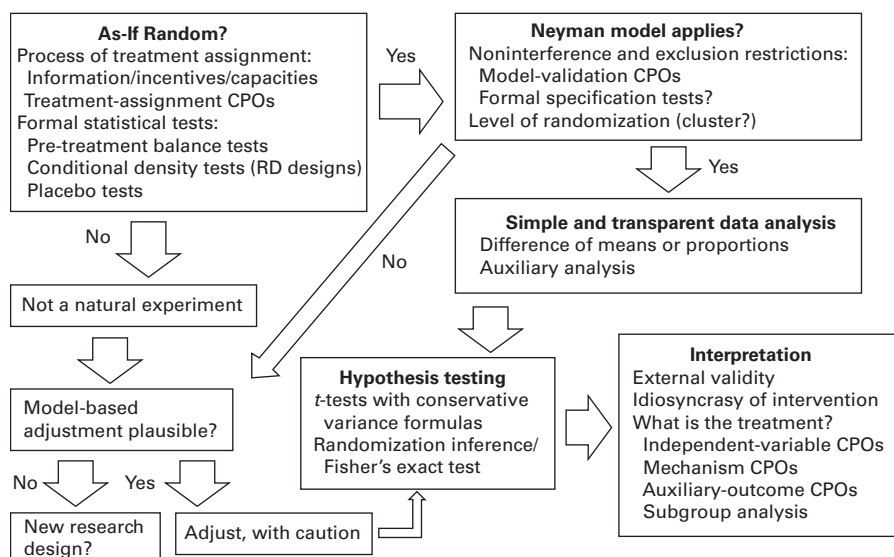 As-If Random?
Process of treatment assignment:
Information/incentives/capacities
Treatment-assignment CPOs
Formal statistical tests:
Pre-treatment balance tests
Conditional density tests (RD designs)
Placebo tests
Yes
Neyman model applies?
Noninterference and exclusion restrictions:
Model-validation CPOs
Formal specification tests?
Level of randomization (cluster?)
Yes
No
No
Simple and transparent data analysis
Difference of means or proportions
Auxiliary analysis
Not a natural experiment
Model-based
adjustment plausible?
No
Yes
New research
design?
Adjust, with caution
Hypothesis testing
t-tests with conservative
variance formulas
Randomization inference/
Fisher's exact test
Interpretation
External validity
Idiosyncrasy of intervention
What is the treatment?
Independent-variable CPOs
Mechanism CPOs
Auxiliary-outcome CPOs
Subgroup analysis